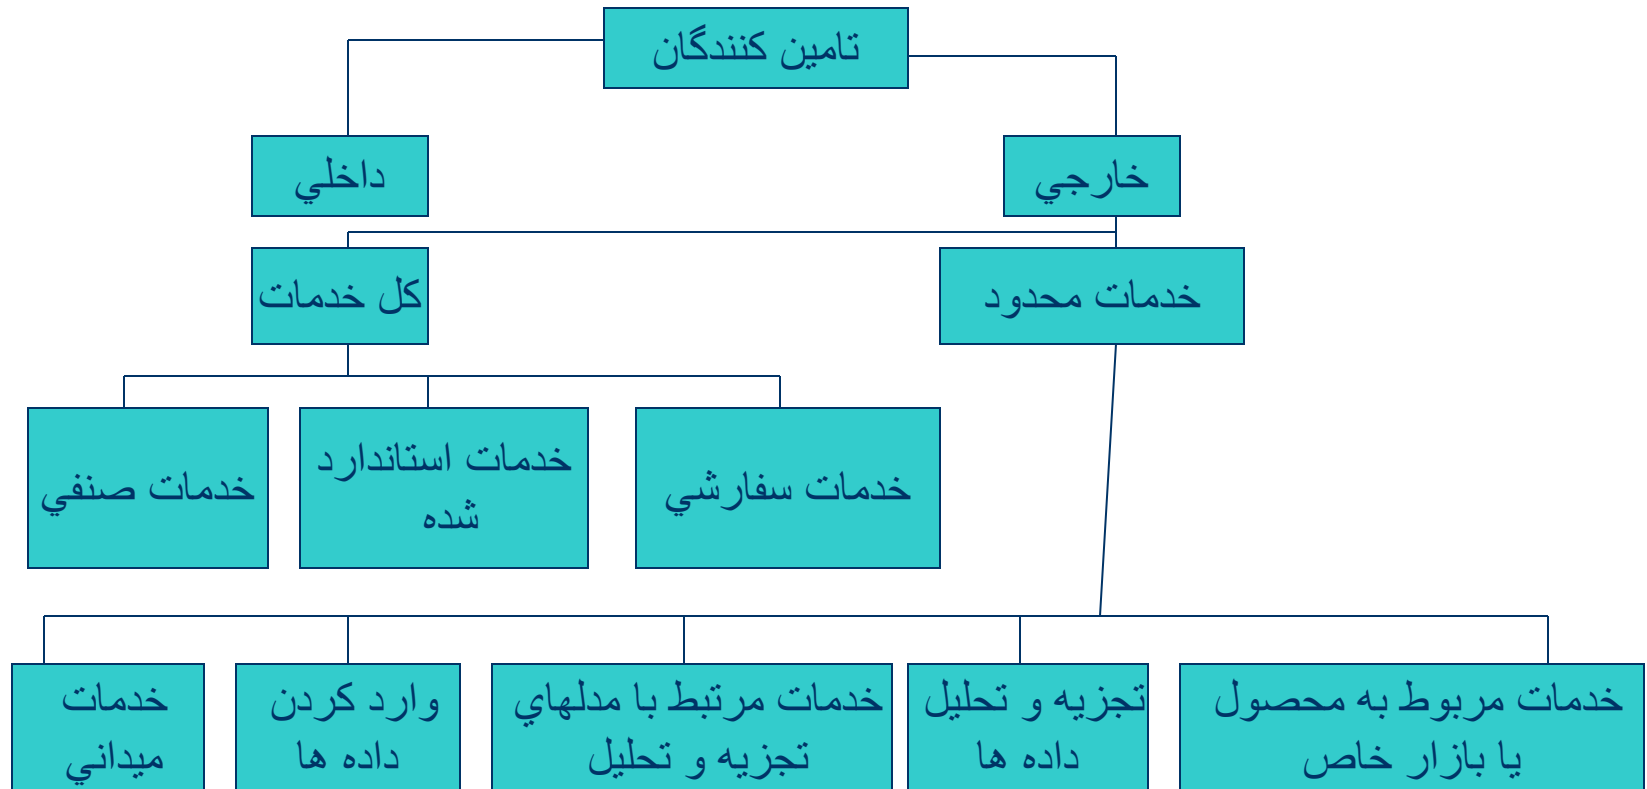 تامين كنندگان
خارجي
داخلي
خدمات محدود
كل خدمات
خدمات سفارشي
خدمات استاندارد
شده
خدمات صنفي
خدمات مربوط به محصول
يا بازار خاص
تجزيه و تحليل
داده ها
خدمات مرتبط با مدلهاي
تجزيه و تحليل
وارد كردن
داده ها
خدمات
ميداني